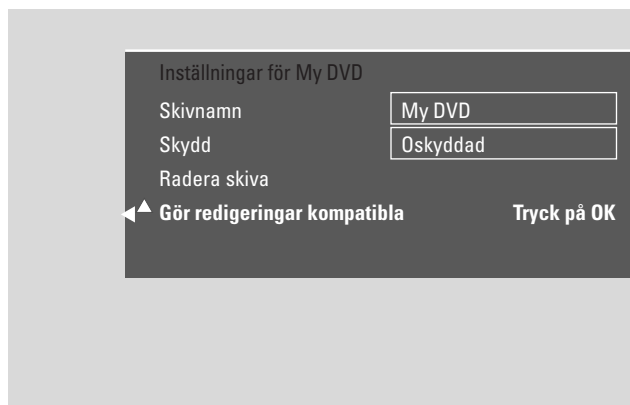 Inställningar för My DVD
Skivnamn My DVD
Skydd Oskyddad
Radera skiva
Gör redigeringar kompatibla Tryck på OK